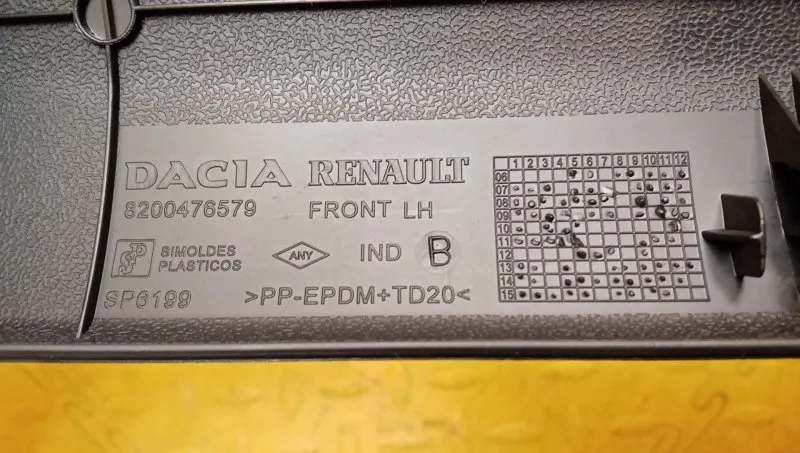 DACIA RENAULT
8200476579 FRONT LH
SP SIMOLDES PLASTICOS
ANY IND B
SP6199 >PP-EPDM+TD20<
1 2 3 4 5 6 7 8 9 10 11 12
06
07
08
09
10
11
12
13
14
15